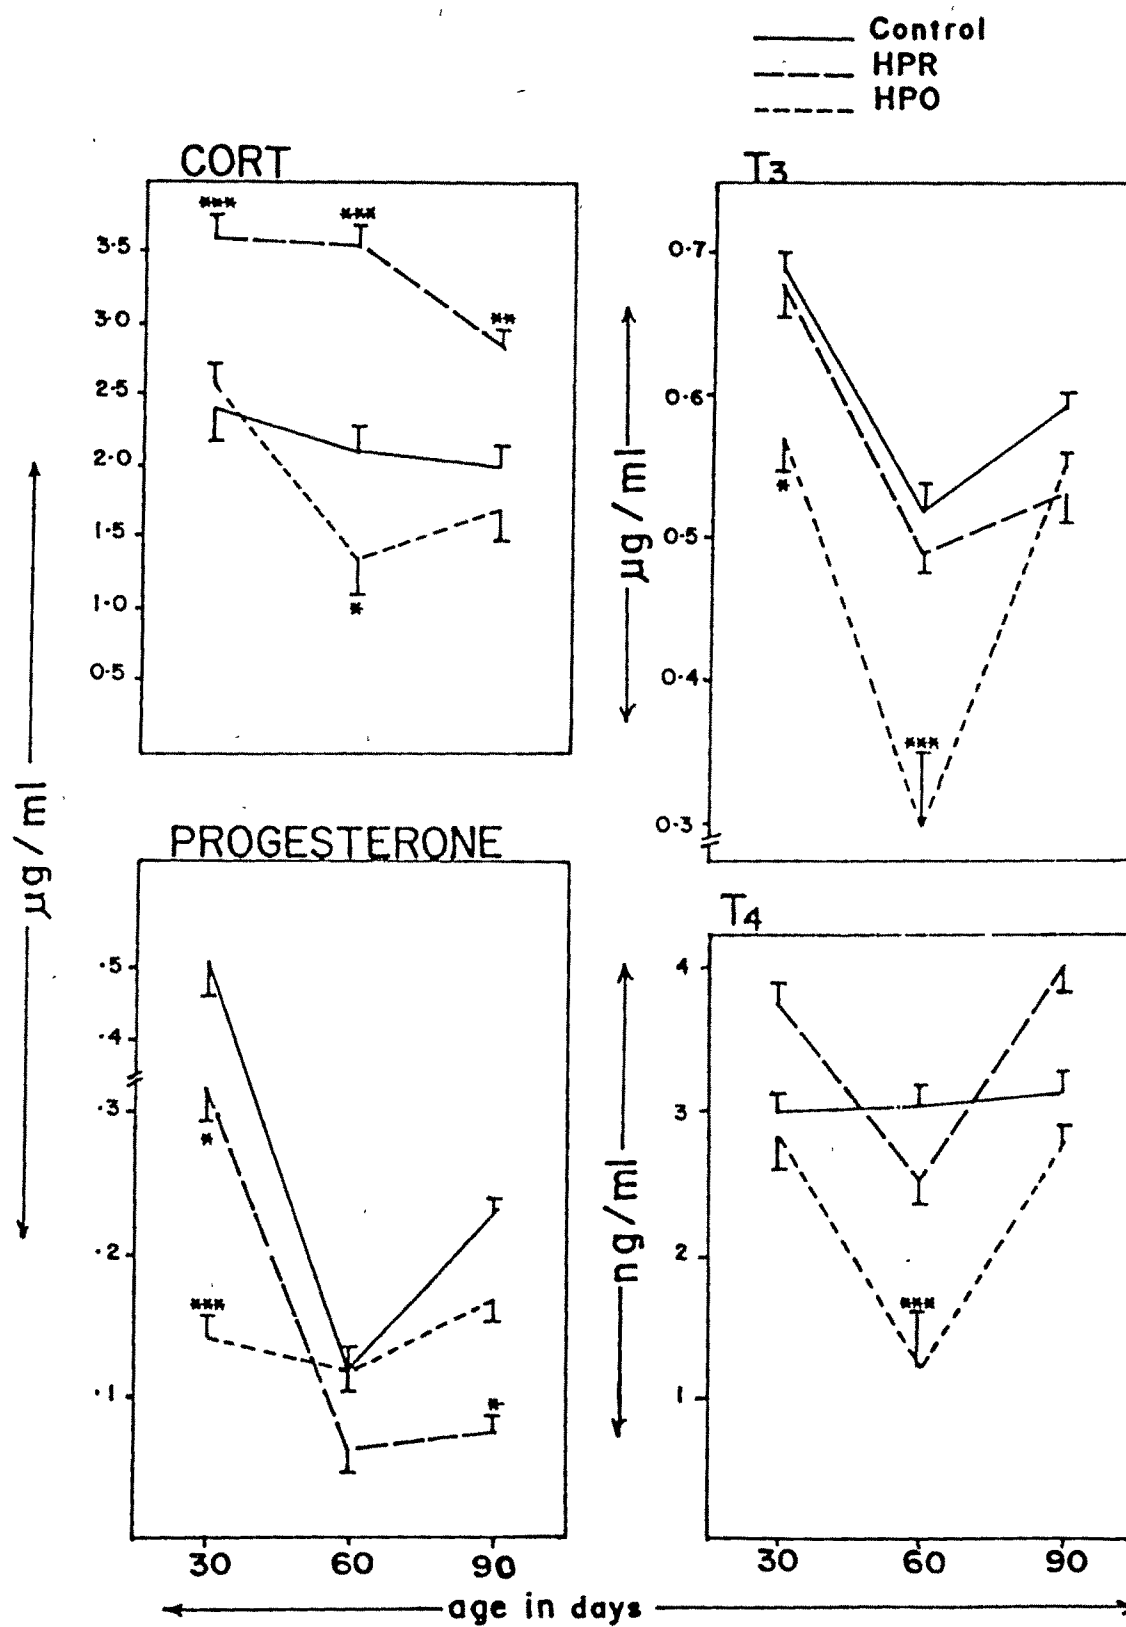 Control
HPR
HPO
CORT
***
***
3.5
3.0
**
2.5
2.0
1.5
1.0
*
0.5
µg/ml
T3
0.7
0.6
*
0.5
0.4
***
0.3
µg/ml
PROGESTERONE
.5
.4
.3
*
.2
***
.1
*
30 60 90
T4
4
3
2
***
1
ng/ml
30 60 90
age in days